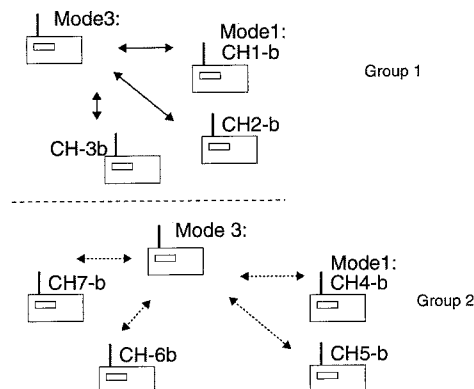 Mode3:
Mode1:
CH1-b
Group 1
CH2-b
CH-3b
Mode 3:
Mode1:
CH7-b
CH4-b
Group 2
CH-6b
CH5-b